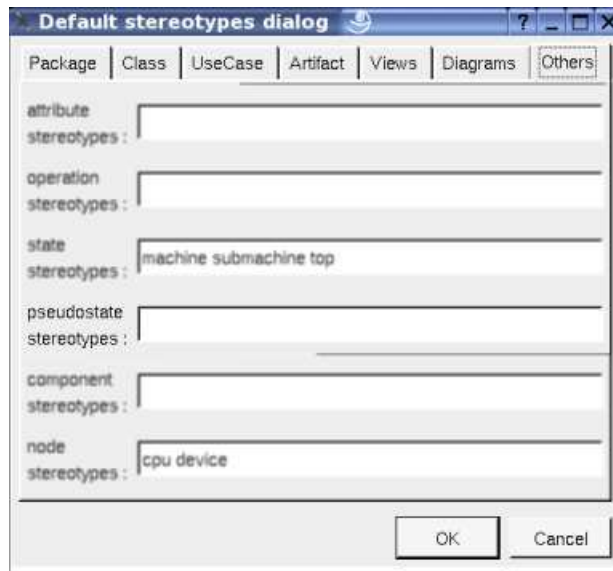 Default stereotypes dialog
Package Class UseCase Artifact Views Diagrams Others
attribute
stereotypes :
operation
stereotypes :
state
stereotypes :
machine submachine top
pseudostate
stereotypes :
component
stereotypes :
node
stereotypes :
cpu device
OK Cancel